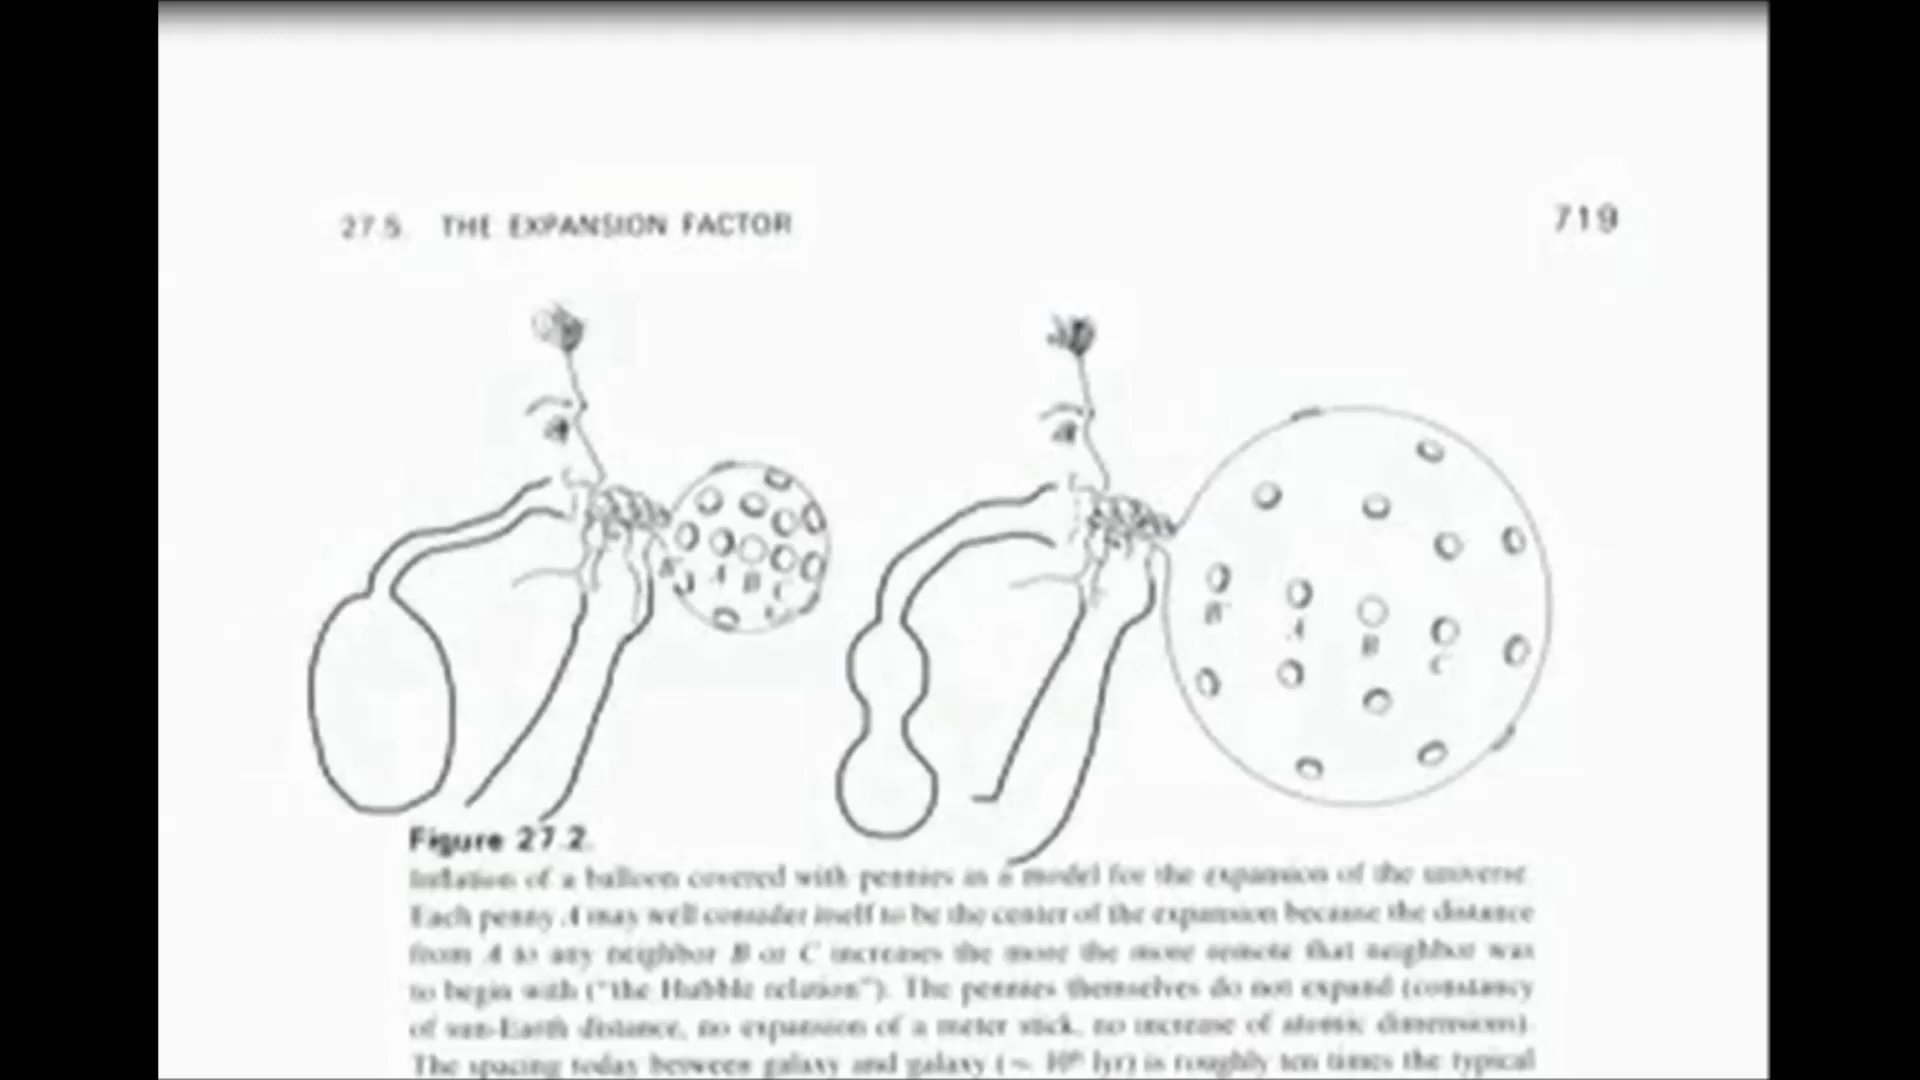 27.5. THE EXPANSION FACTOR
719
B' A B C
B' A B C
Figure 27.2.
Inflation of a balloon covered with pennies as a model for the expansion of the universe.
Each penny A may well consider itself to be the center of the expansion because the distance
from A to any neighbor B or C increases the more the more remote that neighbor was
to begin with ("the Hubble relation"). The pennies themselves do not expand (constancy
of sun-Earth distance, no expansion of a meter stick, no increase of atomic dimensions).
The spacing today between galaxy and galaxy (~ 10⁶ lyr) is roughly ten times the typical